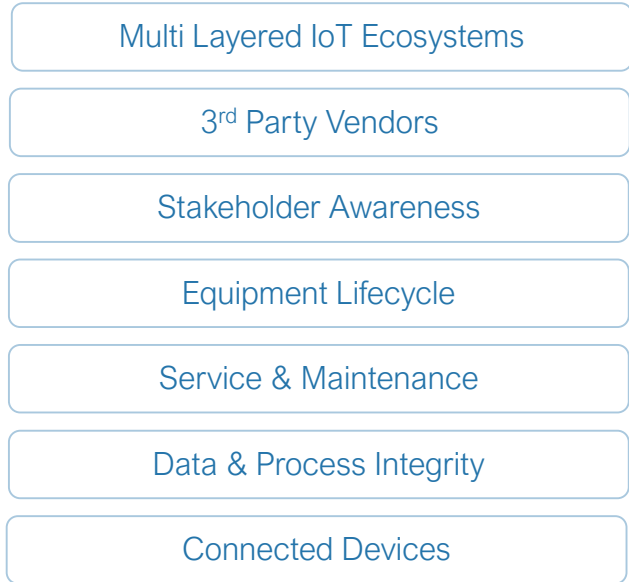 Multi Layered IoT Ecosystems
3rd Party Vendors
Stakeholder Awareness
Equipment Lifecycle
Service & Maintenance
Data & Process Integrity
Connected Devices